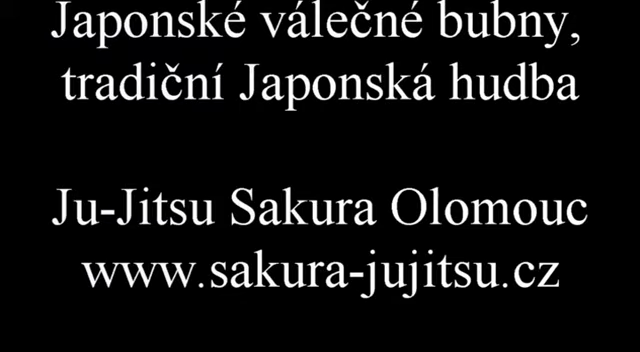 Japonské válečné bubny,
tradiční Japonská hudba
Ju-Jitsu Sakura Olomouc
www.sakura-jujitsu.cz